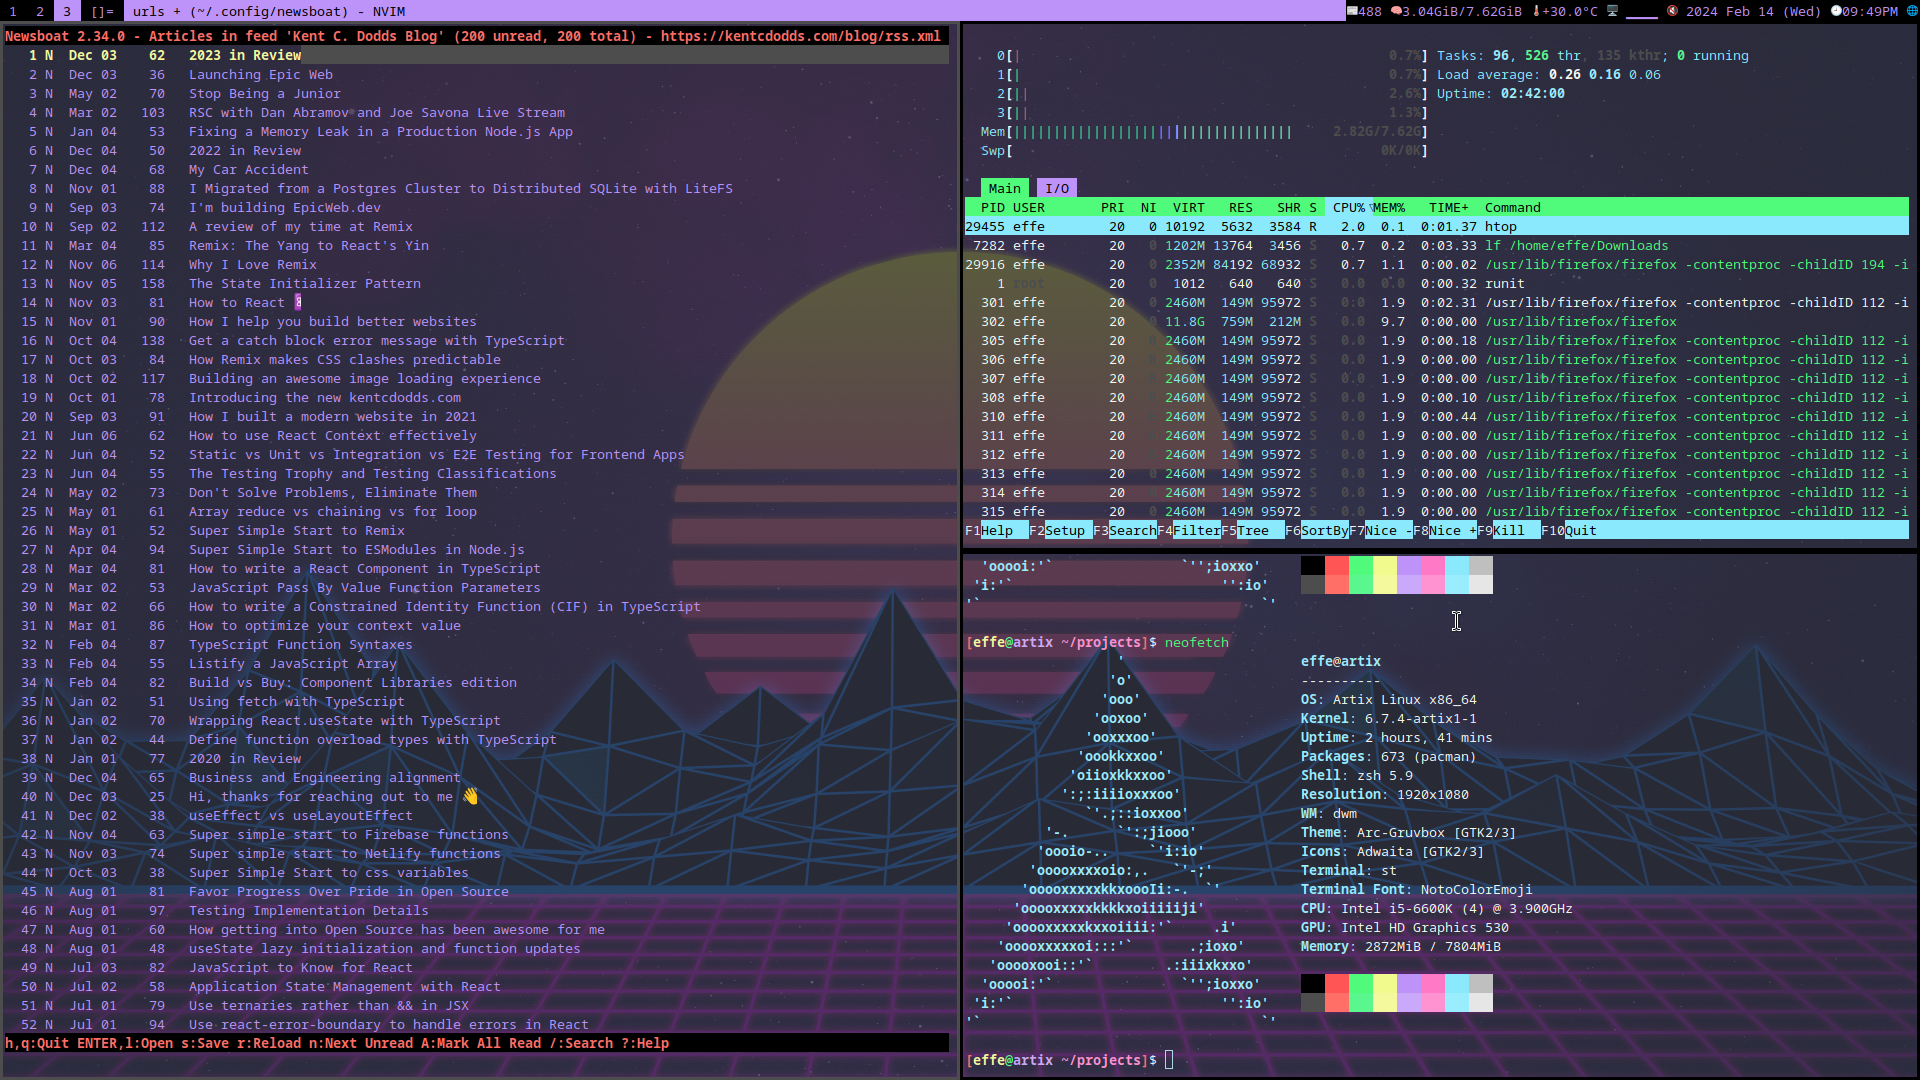 1 2 3 []= urls + (~/.config/newsboat) - NVIM 📰488 🧠3.04GiB/7.62GiB 🌡+30.0°C 🖥 🔇 2024 Feb 14 (Wed) 🕘09:49PM 🌐
Newsboat 2.34.0 - Articles in feed 'Kent C. Dodds Blog' (200 unread, 200 total) - https://kentcdodds.com/blog/rss.xml
1 N Dec 03 62 2023 in Review
2 N Dec 03 36 Launching Epic Web
3 N May 02 70 Stop Being a Junior
4 N Mar 02 103 RSC with Dan Abramov and Joe Savona Live Stream
5 N Jan 04 53 Fixing a Memory Leak in a Production Node.js App
6 N Dec 04 50 2022 in Review
7 N Dec 04 68 My Car Accident
8 N Nov 01 88 I Migrated from a Postgres Cluster to Distributed SQLite with LiteFS
9 N Sep 03 74 I'm building EpicWeb.dev
10 N Sep 02 112 A review of my time at Remix
11 N Mar 04 85 Remix: The Yang to React's Yin
12 N Nov 06 114 Why I Love Remix
13 N Nov 05 158 The State Initializer Pattern
14 N Nov 03 81 How to React
15 N Nov 01 90 How I help you build better websites
16 N Oct 04 138 Get a catch block error message with TypeScript
17 N Oct 03 84 How Remix makes CSS clashes predictable
18 N Oct 02 117 Building an awesome image loading experience
19 N Oct 01 78 Introducing the new kentcdodds.com
20 N Sep 03 91 How I built a modern website in 2021
21 N Jun 06 62 How to use React Context effectively
22 N Jun 04 52 Static vs Unit vs Integration vs E2E Testing for Frontend Apps
23 N Jun 04 55 The Testing Trophy and Testing Classifications
24 N May 02 73 Don't Solve Problems, Eliminate Them
25 N May 01 61 Array reduce vs chaining vs for loop
26 N May 01 52 Super Simple Start to Remix
27 N Apr 04 94 Super Simple Start to ESModules in Node.js
28 N Mar 04 81 How to write a React Component in TypeScript
29 N Mar 02 53 JavaScript Pass By Value Function Parameters
30 N Mar 02 66 How to write a Constrained Identity Function (CIF) in TypeScript
31 N Mar 01 86 How to optimize your context value
32 N Feb 04 87 TypeScript Function Syntaxes
33 N Feb 04 55 Listify a JavaScript Array
34 N Feb 04 82 Build vs Buy: Component Libraries edition
35 N Jan 02 51 Using fetch with TypeScript
36 N Jan 02 70 Wrapping React.useState with TypeScript
37 N Jan 02 44 Define function overload types with TypeScript
38 N Jan 01 77 2020 in Review
39 N Dec 04 65 Business and Engineering alignment
40 N Dec 03 25 Hi, thanks for reaching out to me 👋
41 N Dec 02 38 useEffect vs useLayoutEffect
42 N Nov 04 63 Super simple start to Firebase functions
43 N Nov 03 74 Super simple start to Netlify functions
44 N Oct 03 38 Super Simple Start to css variables
45 N Aug 01 81 Favor Progress Over Pride in Open Source
46 N Aug 01 97 Testing Implementation Details
47 N Aug 01 60 How getting into Open Source has been awesome for me
48 N Aug 01 48 useState lazy initialization and function updates
49 N Jul 03 82 JavaScript to Know for React
50 N Jul 02 58 Application State Management with React
51 N Jul 01 79 Use ternaries rather than && in JSX
52 N Jul 01 94 Use react-error-boundary to handle errors in React
h,q:Quit ENTER,l:Open s:Save r:Reload n:Next Unread A:Mark All Read /:Search ?:Help
0[| 0.7%] Tasks: 96, 526 thr, 135 kthr; 0 running
1[| 0.7%] Load average: 0.26 0.16 0.06
2[|| 2.6%] Uptime: 02:42:00
3[|| 1.3%]
Mem[||||||||||||||||||||||||||||||||||| 2.82G/7.62G]
Swp[ 0K/0K]
Main I/O
PID USER PRI NI VIRT RES SHR S CPU%▽MEM% TIME+ Command
29455 effe 20 0 10192 5632 3584 R 2.0 0.1 0:01.37 htop
7282 effe 20 0 1202M 13764 3456 S 0.7 0.2 0:03.33 lf /home/effe/Downloads
29916 effe 20 0 2352M 84192 68932 S 0.7 1.1 0:00.02 /usr/lib/firefox/firefox -contentproc -childID 194 -i
1 root 20 0 1012 640 640 S 0.0 0.0 0:00.32 runit
301 effe 20 0 2460M 149M 95972 S 0.0 1.9 0:02.31 /usr/lib/firefox/firefox -contentproc -childID 112 -i
302 effe 20 0 11.8G 759M 212M S 0.0 9.7 0:00.00 /usr/lib/firefox/firefox
305 effe 20 0 2460M 149M 95972 S 0.0 1.9 0:00.18 /usr/lib/firefox/firefox -contentproc -childID 112 -i
306 effe 20 0 2460M 149M 95972 S 0.0 1.9 0:00.00 /usr/lib/firefox/firefox -contentproc -childID 112 -i
307 effe 20 0 2460M 149M 95972 S 0.0 1.9 0:00.00 /usr/lib/firefox/firefox -contentproc -childID 112 -i
308 effe 20 0 2460M 149M 95972 S 0.0 1.9 0:00.10 /usr/lib/firefox/firefox -contentproc -childID 112 -i
310 effe 20 0 2460M 149M 95972 S 0.0 1.9 0:00.44 /usr/lib/firefox/firefox -contentproc -childID 112 -i
311 effe 20 0 2460M 149M 95972 S 0.0 1.9 0:00.00 /usr/lib/firefox/firefox -contentproc -childID 112 -i
312 effe 20 0 2460M 149M 95972 S 0.0 1.9 0:00.00 /usr/lib/firefox/firefox -contentproc -childID 112 -i
313 effe 20 0 2460M 149M 95972 S 0.0 1.9 0:00.00 /usr/lib/firefox/firefox -contentproc -childID 112 -i
314 effe 20 0 2460M 149M 95972 S 0.0 1.9 0:00.00 /usr/lib/firefox/firefox -contentproc -childID 112 -i
315 effe 20 0 2460M 149M 95972 S 0.0 1.9 0:00.00 /usr/lib/firefox/firefox -contentproc -childID 112 -i
F1Help F2Setup F3SearchF4FilterF5Tree F6SortByF7Nice -F8Nice +F9Kill F10Quit
'ooooi:'` `'';ioxxo'
'i:'` '':io'
'` `'
[effe@artix ~/projects]$ neofetch
'
'o' effe@artix
'ooo' ----------
'ooxoo' OS: Artix Linux x86_64
'ooxxxoo' Kernel: 6.7.4-artix1-1
'oookkxxoo' Uptime: 2 hours, 41 mins
'oiioxkkxxoo' Packages: 673 (pacman)
':;:iiiioxxxoo' Shell: zsh 5.9
`'.;::ioxxoo' Resolution: 1920x1080
'-. `':;jiooo' WM: dwm
'oooio-.. `'i:io' Theme: Arc-Gruvbox [GTK2/3]
'ooooxxxxoio:,. `'-;' Icons: Adwaita [GTK2/3]
'ooooxxxxxkkxoooIi:-. `' Terminal: st
'ooooxxxxxkkkkxoiiiiiji' Terminal Font: NotoColorEmoji
'ooooxxxxxkxxoiiii:'` .i' CPU: Intel i5-6600K (4) @ 3.900GHz
'ooooxxxxxoi:::'` .;ioxo' GPU: Intel HD Graphics 530
'ooooxooi::'` .:iiixkxxo' Memory: 2872MiB / 7804MiB
'ooooi:'` `'';ioxxo'
'i:'` '':io'
'` `'
[effe@artix ~/projects]$